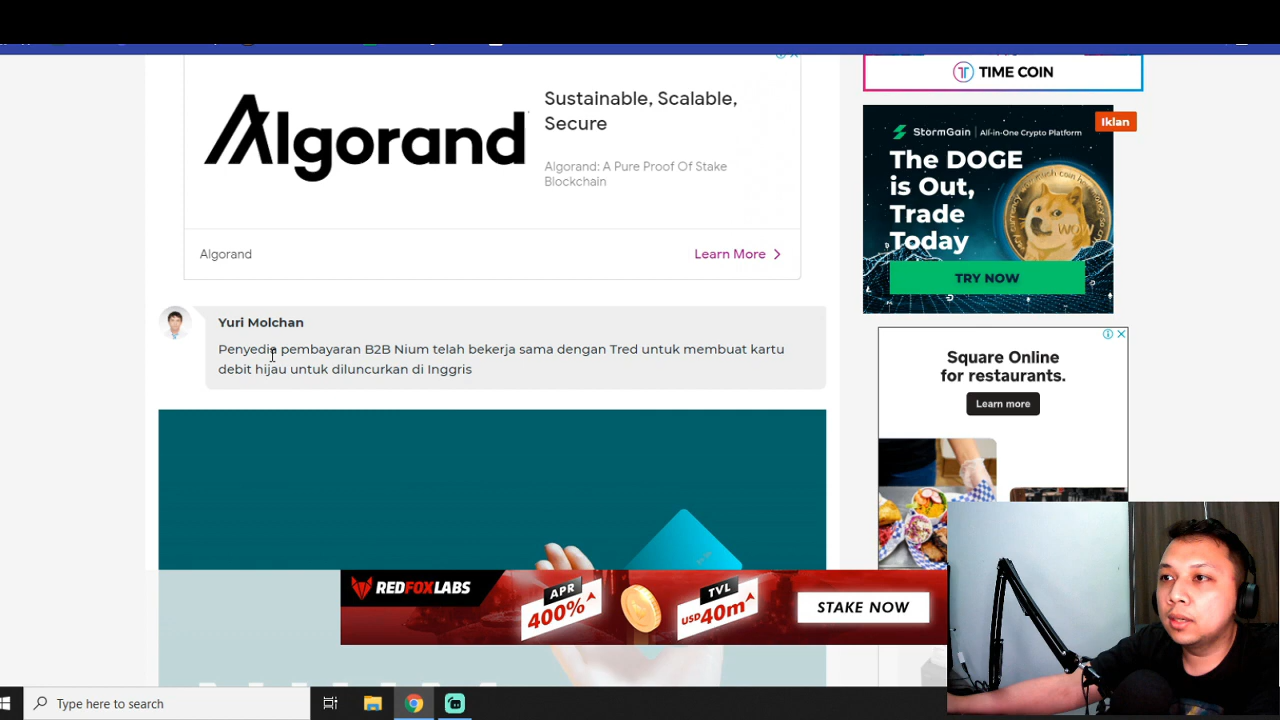 TIME COIN
Algorand
Sustainable, Scalable,
Secure
Algorand: A Pure Proof Of Stake
Blockchain
Algorand
Learn More
StormGain | All-in-One Crypto Platform
Iklan
The DOGE
is Out,
Trade
Today
WOW
TRY NOW
Yuri Molchan
Penyedia pembayaran B2B Nium telah bekerja sama dengan Tred untuk membuat kartu
debit hijau untuk diluncurkan di Inggris
Square Online
for restaurants.
Learn more
REDFOXLABS
APR
400%
TVL
USD40m
STAKE NOW
Type here to search